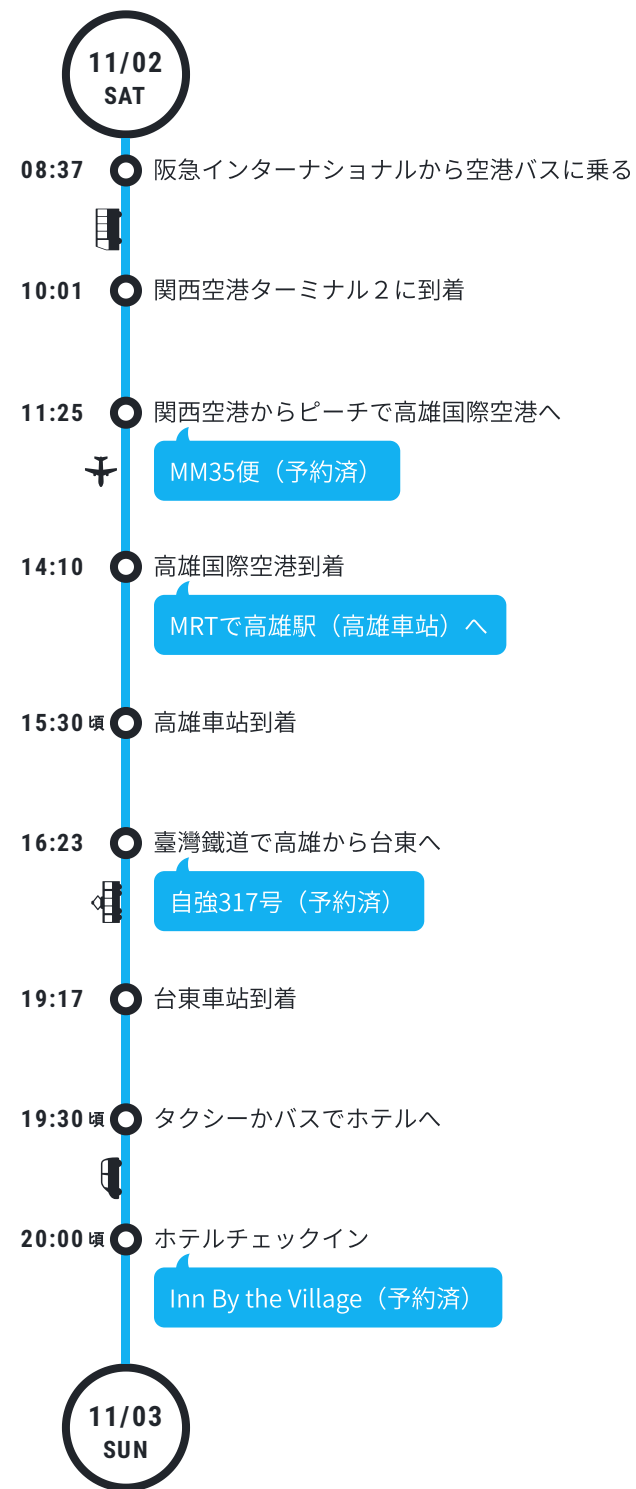 11/02
SAT
08:37 阪急インターナショナルから空港バスに乗る
10:01 関西空港ターミナル２に到着
11:25 関西空港からピーチで高雄国際空港へ
MM35便（予約済）
14:10 高雄国際空港到着
MRTで高雄駅（高雄車站）へ
15:30頃 高雄車站到着
16:23 臺灣鐵道で高雄から台東へ
自強317号（予約済）
19:17 台東車站到着
19:30頃 タクシーかバスでホテルへ
20:00頃 ホテルチェックイン
Inn By the Village（予約済）
11/03
SUN